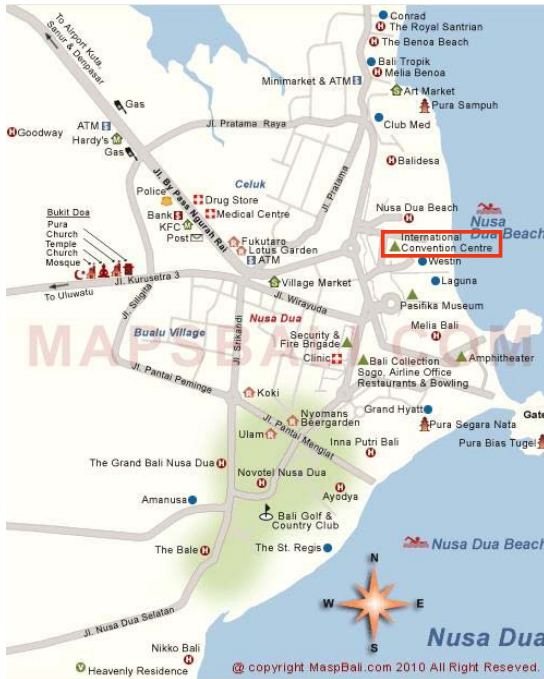 Conrad
The Royal Santrian
The Benoa Beach
To Airport Kuta,
Sanur & Denpasar
Bali Tropik
Melia Benoa
Minimarket & ATM
Art Market
Pura Sampuh
Gas
ATM
Jl. Pratama Raya
Club Med
Goodway
Hardy's
Gas
Balidesa
Jl. By Pass Ngurah Rai
Jl. Pratama
Celuk
Police
Drug Store
Nusa Dua Beach
Bukit Doa
Pura
Church
Temple
Church
Mosque
Bank
Medical Centre
KFC
Post
Fukutaro
Lotus Garden
ATM
Nusa
Dua Beach
International
Convention Centre
Westin
To Uluwatu
Jl. Kurusetra 3
Village Market
Laguna
Jl. Siligita
Jl. Wirayuda
Pasifika Museum
Nusa Dua
Bualu Village
Jl. Srikandi
Melia Bali
MAPSBALI.COM
Security &
Fire Brigade
Clinic
Bali Collection
Sogo, Airline Office
Restaurants & Bowling
Amphitheater
Jl. Pantai Peminge
Koki
Grand Hyatt
Nyomans
Beergarden
Pura Segara Nata
Gate
Ulam
Jl. Pantai Mengiat
Inna Putri Bali
Pura Bias Tugel
The Grand Bali Nusa Dua
Novotel Nusa Dua
Amanusa
Ayodya
Bali Golf &
Country Club
The Bale
The St. Regis
Nusa Dua Beach
N
W
E
S
Jl. Nusa Dua Selatan
Nusa Dua
Nikko Bali
Heavenly Residence
@ copyright MaspBali.com 2010 All Right Reseved.